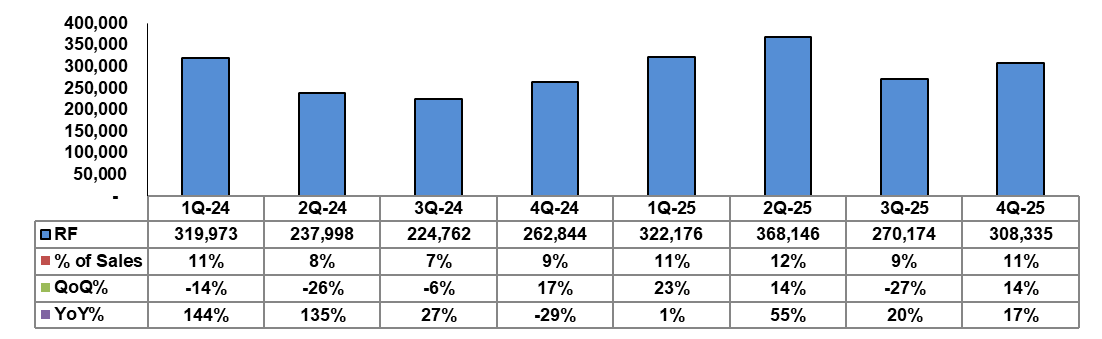 400,000
350,000
300,000
250,000
200,000
150,000
100,000
50,000
-
1Q-24 2Q-24 3Q-24 4Q-24 1Q-25 2Q-25 3Q-25 4Q-25
RF 319,973 237,998 224,762 262,844 322,176 368,146 270,174 308,335
% of Sales 11% 8% 7% 9% 11% 12% 9% 11%
QoQ% -14% -26% -6% 17% 23% 14% -27% 14%
YoY% 144% 135% 27% -29% 1% 55% 20% 17%